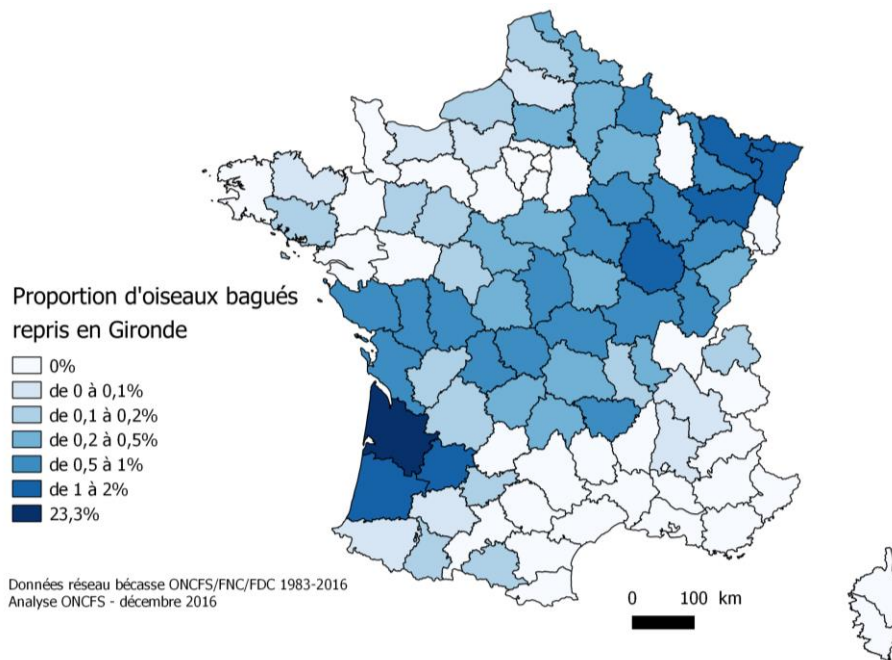 Proportion d'oiseaux bagués
repris en Gironde
0%
de 0 à 0,1%
de 0,1 à 0,2%
de 0,2 à 0,5%
de 0,5 à 1%
de 1 à 2%
23,3%
Données réseau bécasse ONCFS/FNC/FDC 1983-2016
Analyse ONCFS - décembre 2016
0 100 km